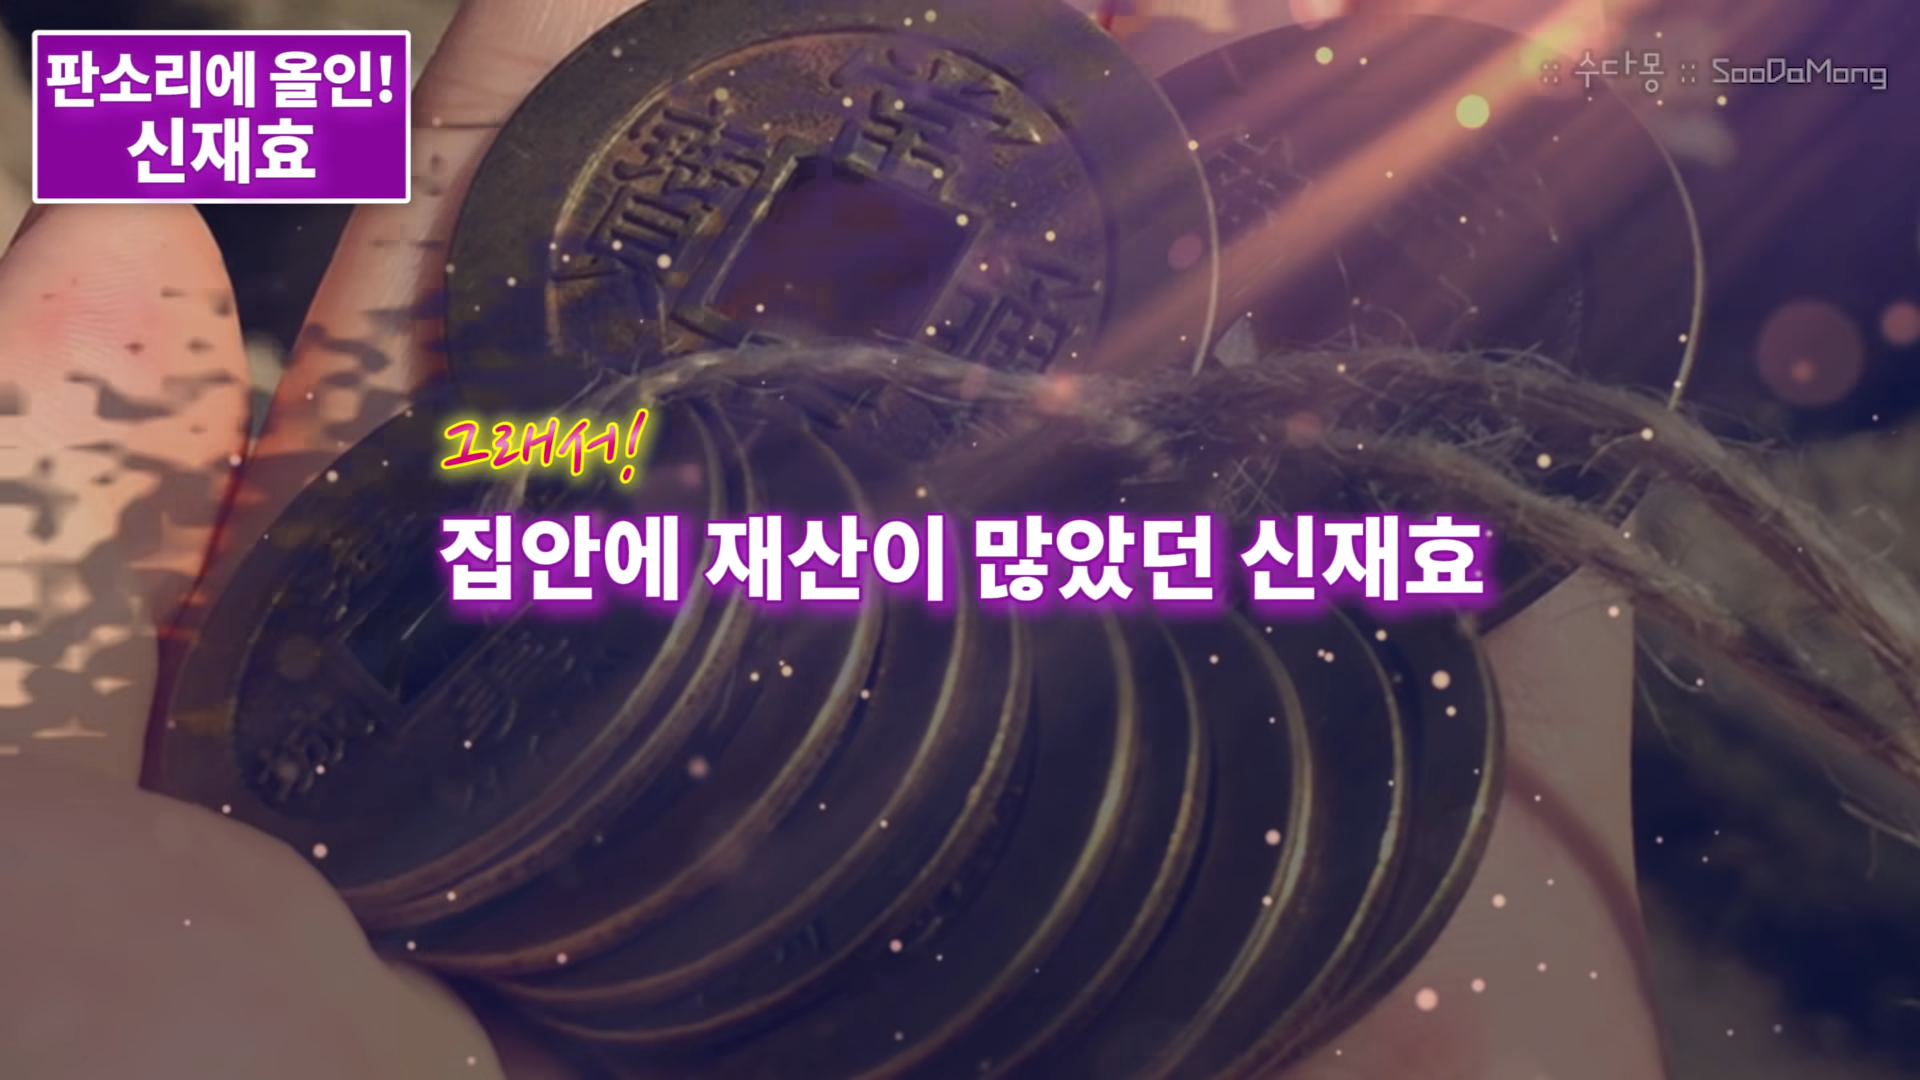 판소리에 올인!
신재효
:: 수다몽 :: SooDaMong
그래서!
집안에 재산이 많았던 신재효